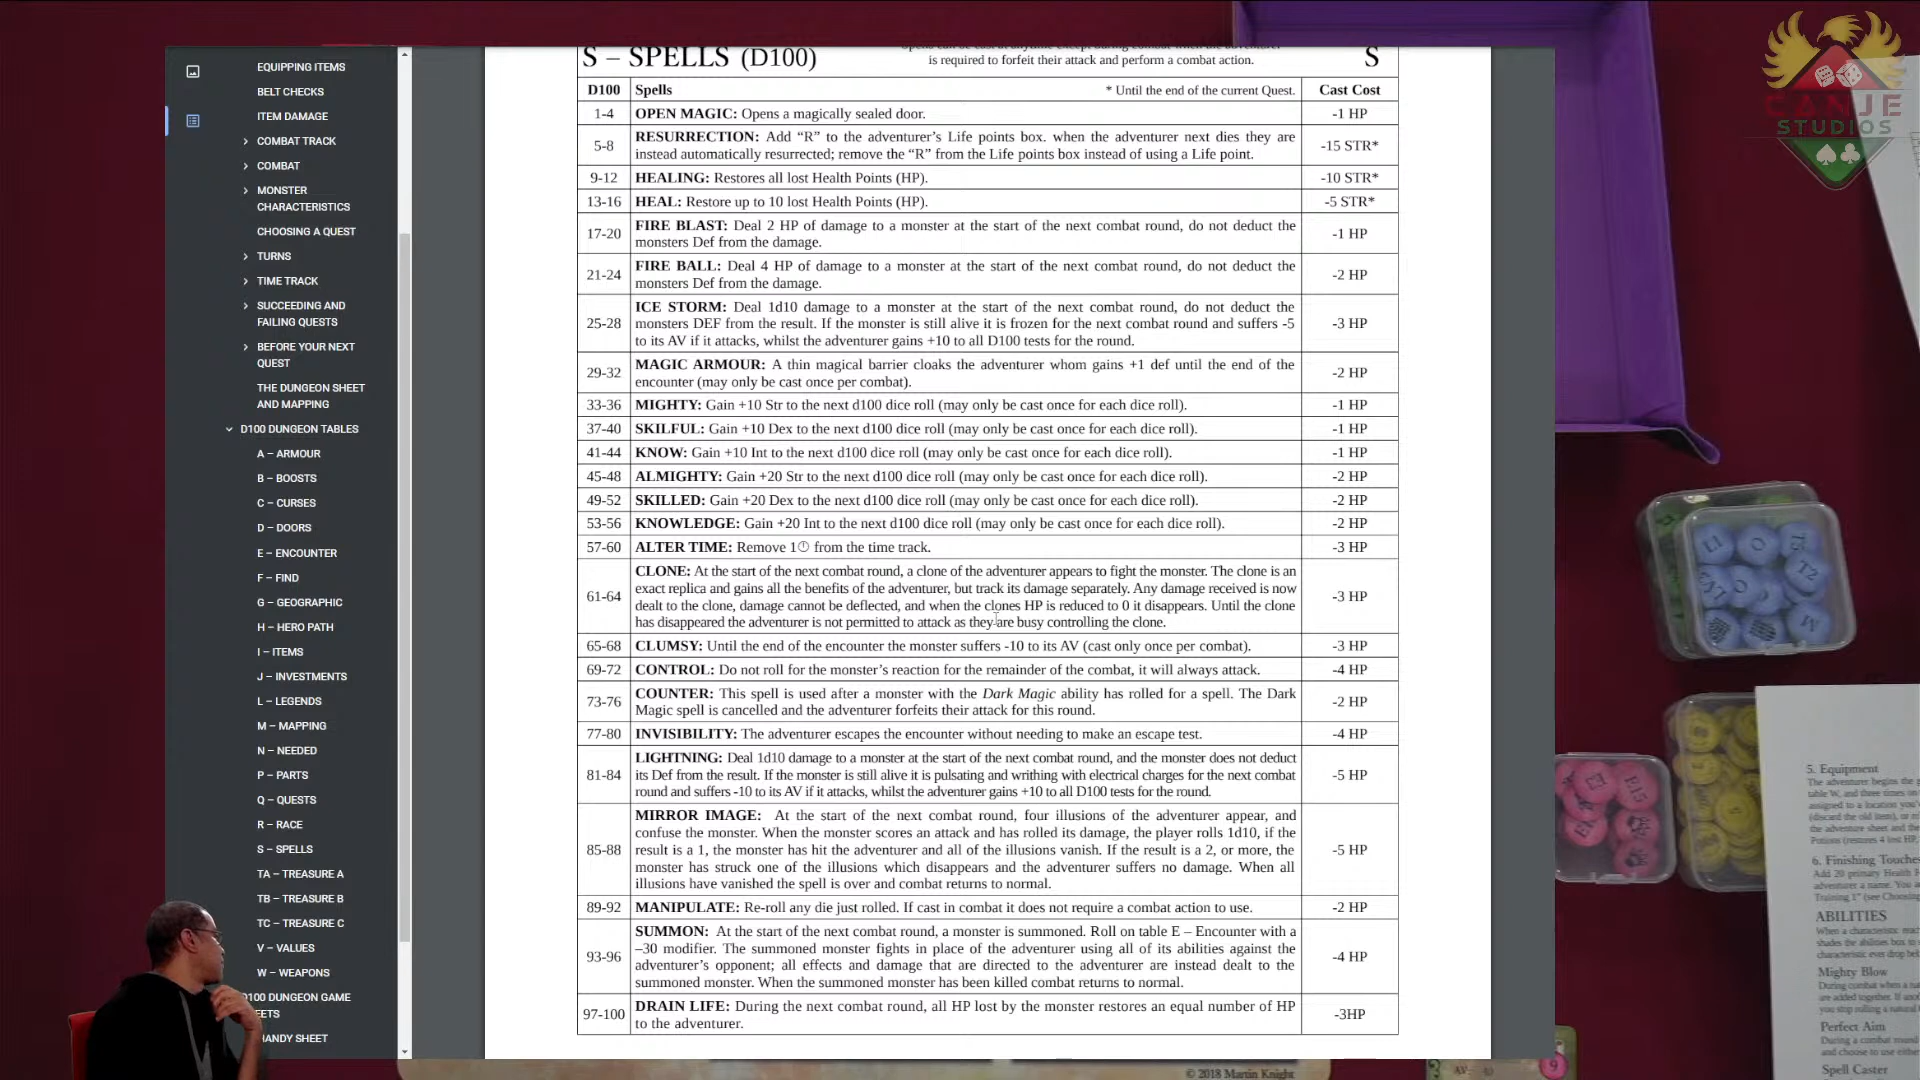 EQUIPPING ITEMS
BELT CHECKS
ITEM DAMAGE
COMBAT TRACK
COMBAT
MONSTER
CHARACTERISTICS
CHOOSING A QUEST
TURNS
TIME TRACK
SUCCEEDING AND
FAILING QUESTS
BEFORE YOUR NEXT
QUEST
THE DUNGEON SHEET
AND MAPPING
D100 DUNGEON TABLES
A – ARMOUR
B – BOOSTS
C – CURSES
D – DOORS
E – ENCOUNTER
F – FIND
G – GEOGRAPHIC
H – HERO PATH
I – ITEMS
J – INVESTMENTS
L – LEGENDS
M – MAPPING
N – NEEDED
P – PARTS
Q – QUESTS
R – RACE
S – SPELLS
TA – TREASURE A
TB – TREASURE B
TC – TREASURE C
V – VALUES
W – WEAPONS
D100 DUNGEON GAME
HANDY SHEET
S – SPELLS (D100)
is required to forfeit their attack and perform a combat action.
S
D100 Spells * Until the end of the current Quest. Cast Cost
1-4 OPEN MAGIC: Opens a magically sealed door. -1 HP
5-8 RESURRECTION: Add “R” to the adventurer’s Life points box. when the adventurer next dies they are
instead automatically resurrected; remove the “R” from the Life points box instead of using a Life point. -15 STR*
9-12 HEALING: Restores all lost Health Points (HP). -10 STR*
13-16 HEAL: Restore up to 10 lost Health Points (HP). -5 STR*
17-20 FIRE BLAST: Deal 2 HP of damage to a monster at the start of the next combat round, do not deduct the
monsters Def from the damage. -1 HP
21-24 FIRE BALL: Deal 4 HP of damage to a monster at the start of the next combat round, do not deduct the
monsters Def from the damage. -2 HP
25-28 ICE STORM: Deal 1d10 damage to a monster at the start of the next combat round, do not deduct the
monsters DEF from the result. If the monster is still alive it is frozen for the next combat round and suffers -5
to its AV if it attacks, whilst the adventurer gains +10 to all D100 tests for the round. -3 HP
29-32 MAGIC ARMOUR: A thin magical barrier cloaks the adventurer whom gains +1 def until the end of the
encounter (may only be cast once per combat). -2 HP
33-36 MIGHTY: Gain +10 Str to the next d100 dice roll (may only be cast once for each dice roll). -1 HP
37-40 SKILFUL: Gain +10 Dex to the next d100 dice roll (may only be cast once for each dice roll). -1 HP
41-44 KNOW: Gain +10 Int to the next d100 dice roll (may only be cast once for each dice roll). -1 HP
45-48 ALMIGHTY: Gain +20 Str to the next d100 dice roll (may only be cast once for each dice roll). -2 HP
49-52 SKILLED: Gain +20 Dex to the next d100 dice roll (may only be cast once for each dice roll). -2 HP
53-56 KNOWLEDGE: Gain +20 Int to the next d100 dice roll (may only be cast once for each dice roll). -2 HP
57-60 ALTER TIME: Remove 1 from the time track. -3 HP
61-64 CLONE: At the start of the next combat round, a clone of the adventurer appears to fight the monster. The clone is an
exact replica and gains all the benefits of the adventurer, but track its damage separately. Any damage received is now
dealt to the clone, damage cannot be deflected, and when the clones HP is reduced to 0 it disappears. Until the clone
has disappeared the adventurer is not permitted to attack as they are busy controlling the clone. -3 HP
65-68 CLUMSY: Until the end of the encounter the monster suffers -10 to its AV (cast only once per combat). -3 HP
69-72 CONTROL: Do not roll for the monster’s reaction for the remainder of the combat, it will always attack. -4 HP
73-76 COUNTER: This spell is used after a monster with the Dark Magic ability has rolled for a spell. The Dark
Magic spell is cancelled and the adventurer forfeits their attack for this round. -2 HP
77-80 INVISIBILITY: The adventurer escapes the encounter without needing to make an escape test. -4 HP
81-84 LIGHTNING: Deal 1d10 damage to a monster at the start of the next combat round, and the monster does not deduct
its Def from the result. If the monster is still alive it is pulsating and writhing with electrical charges for the next combat
round and suffers -10 to its AV if it attacks, whilst the adventurer gains +10 to all D100 tests for the round. -5 HP
85-88 MIRROR IMAGE: At the start of the next combat round, four illusions of the adventurer appear, and
confuse the monster. When the monster scores an attack and has rolled its damage, the player rolls 1d10, if the
result is a 1, the monster has hit the adventurer and all of the illusions vanish. If the result is a 2, or more, the
monster has struck one of the illusions which disappears and the adventurer suffers no damage. When all
illusions have vanished the spell is over and combat returns to normal. -5 HP
89-92 MANIPULATE: Re-roll any die just rolled. If cast in combat it does not require a combat action to use. -2 HP
93-96 SUMMON: At the start of the next combat round, a monster is summoned. Roll on table E – Encounter with a
–30 modifier. The summoned monster fights in place of the adventurer using all of its abilities against the
adventurer’s opponent; all effects and damage that are directed to the adventurer are instead dealt to the
summoned monster. When the summoned monster has been killed combat returns to normal. -4 HP
97-100 DRAIN LIFE: During the next combat round, all HP lost by the monster restores an equal number of HP
to the adventurer. -3HP
© 2018 Martin Knight
CANJE
STUDIOS
5. Equipment
6. Finishing Touches
ABILITIES
Mighty Blow
Perfect Aim
Spell Caster